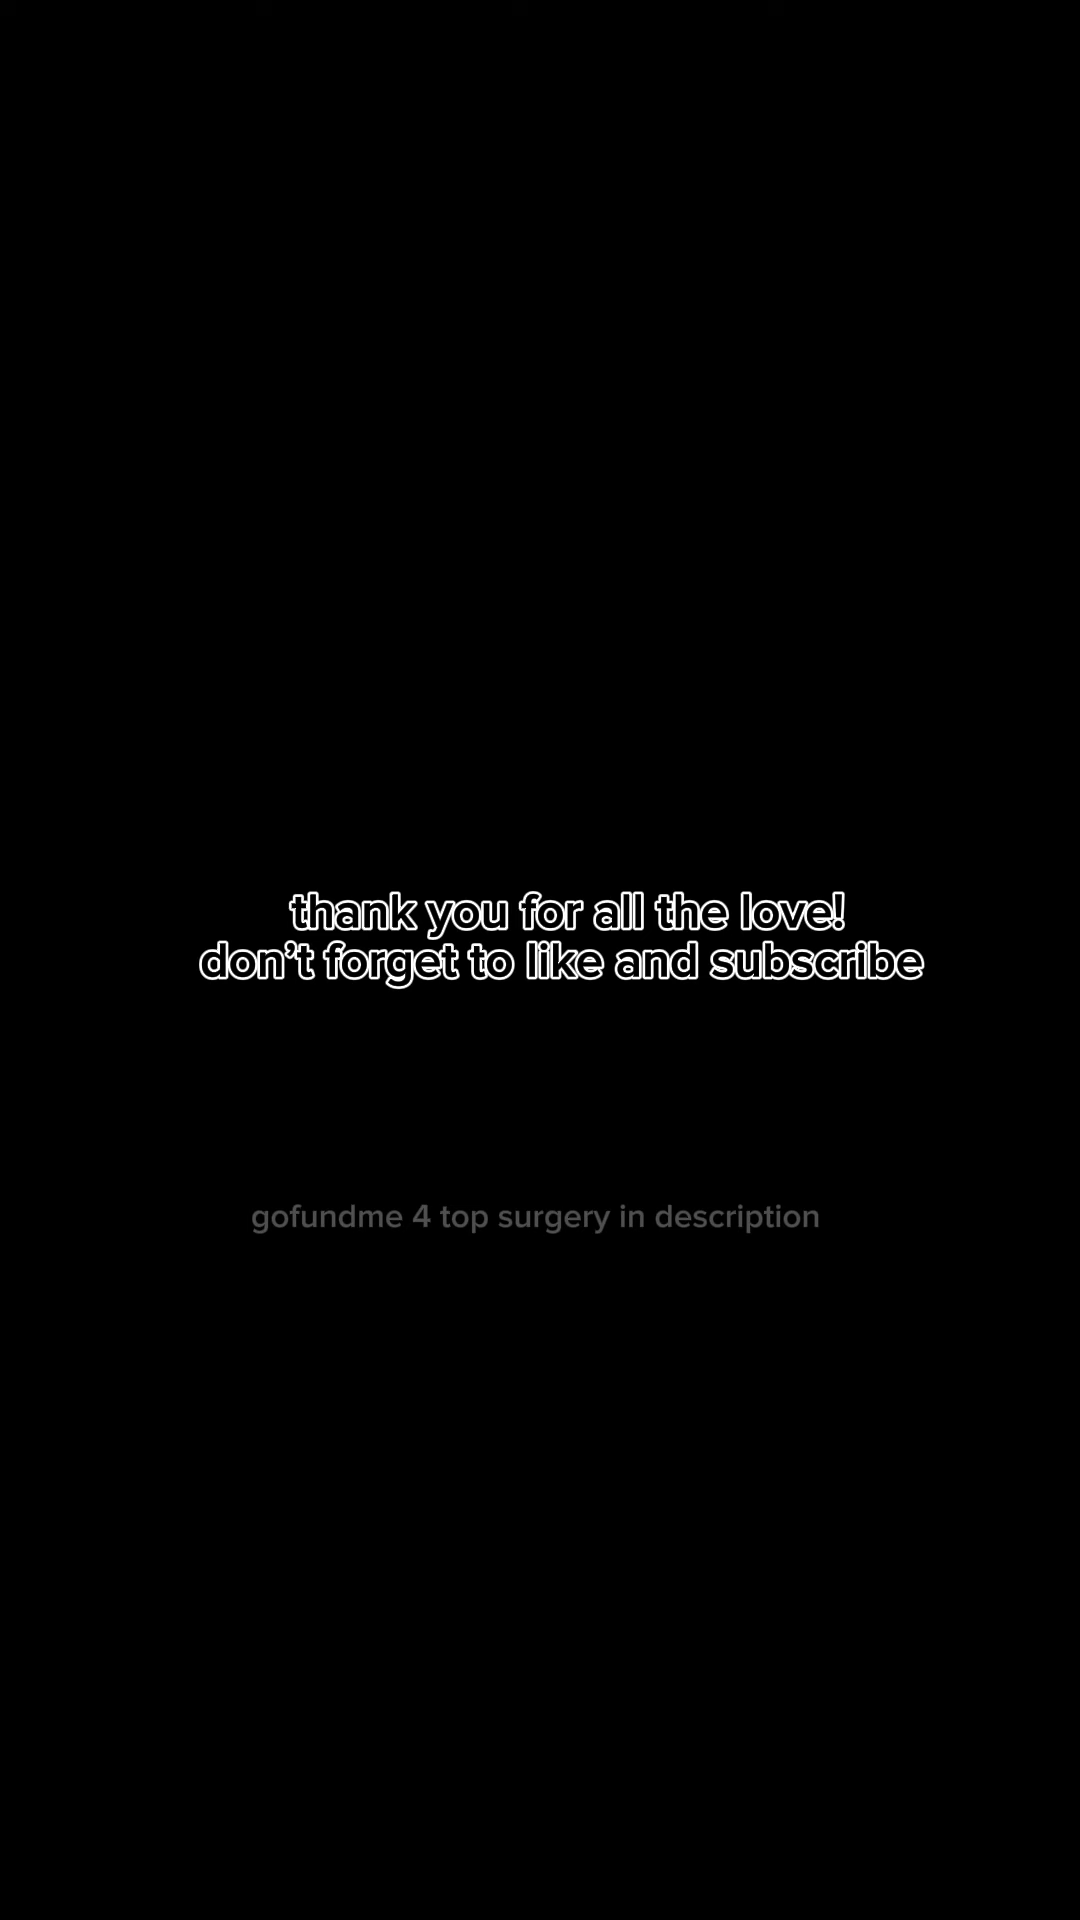 thank you for all the love!
don’t forget to like and subscribe
gofundme 4 top surgery in description